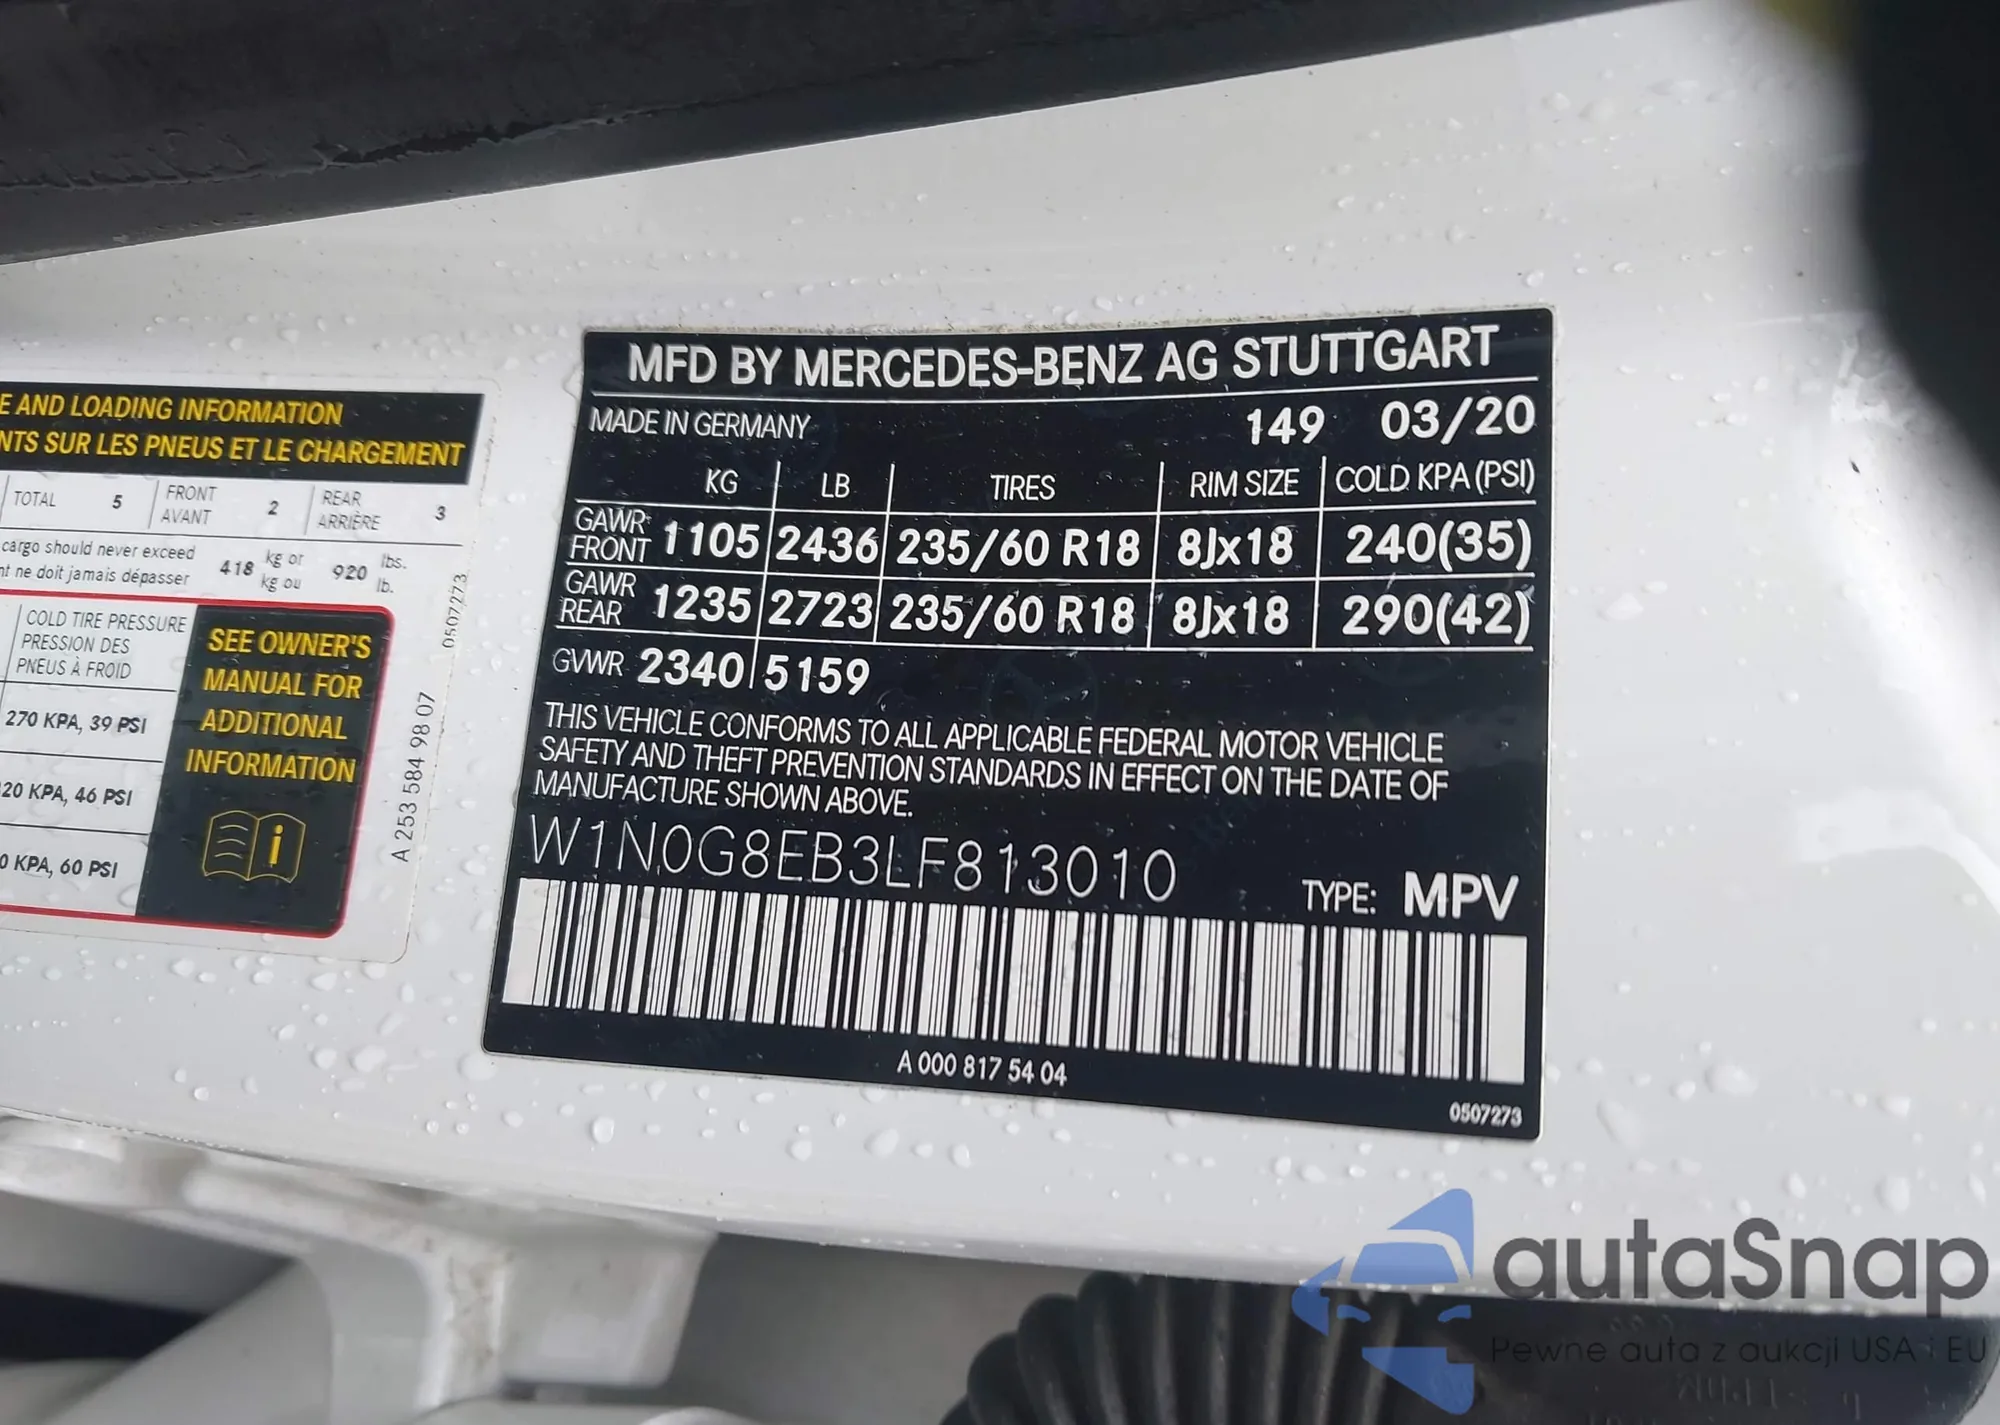 E AND LOADING INFORMATION
NTS SUR LES PNEUS ET LE CHARGEMENT
TOTAL 5 FRONT AVANT 2 REAR ARRIÈRE 3
cargo should never exceed 418 kg or 920 lbs.
nt ne doit jamais dépasser kg ou lb.
COLD TIRE PRESSURE
PRESSION DES
PNEUS À FROID
270 KPA, 39 PSI
20 KPA, 46 PSI
0 KPA, 60 PSI
SEE OWNER'S
MANUAL FOR
ADDITIONAL
INFORMATION
i
A 253 584 98 07
0507273
MFD BY MERCEDES-BENZ AG STUTTGART
MADE IN GERMANY 149 03/20
KG LB TIRES RIM SIZE COLD KPA (PSI)
GAWR FRONT 1105 2436 235/60 R18 8Jx18 240(35)
GAWR REAR 1235 2723 235/60 R18 8Jx18 290(42)
GVWR 2340 5159
THIS VEHICLE CONFORMS TO ALL APPLICABLE FEDERAL MOTOR VEHICLE
SAFETY AND THEFT PREVENTION STANDARDS IN EFFECT ON THE DATE OF
MANUFACTURE SHOWN ABOVE.
W1N0G8EB3LF813010
TYPE: MPV
A 000 817 54 04
0507273
autaSnap
Pewne auta z aukcji USA i EU